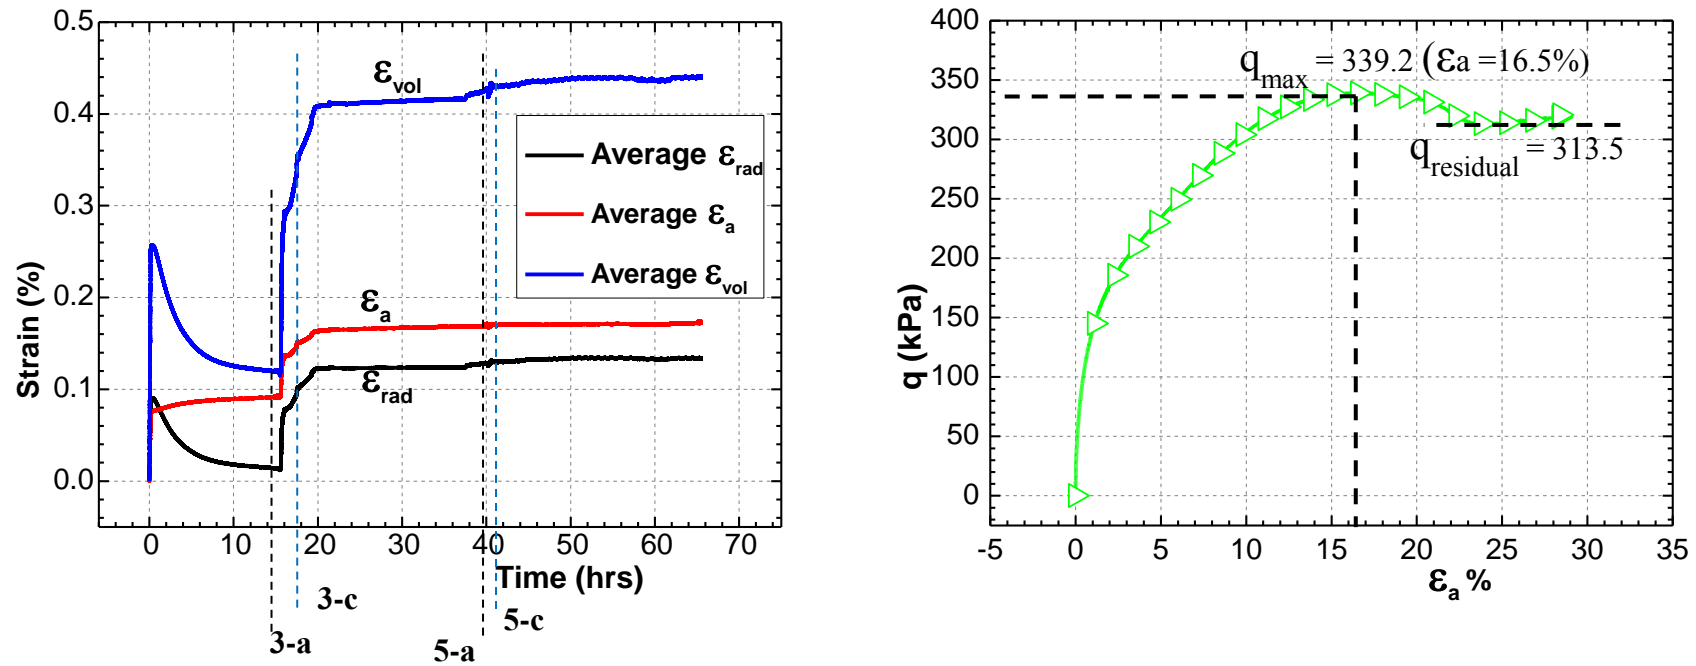 0.5
0.4
0.3
0.2
0.1
0.0
Strain (%)
εvol
Average εrad
Average εa
Average εvol
εa
εrad
0 10 20 30 40 50 60 70
Time (hrs)
3-c
3-a
5-c
5-a
400
350
300
250
200
150
100
50
0
q (kPa)
qmax = 339.2 (εa =16.5%)
qresidual = 313.5
-5 0 5 10 15 20 25 30 35
εa %